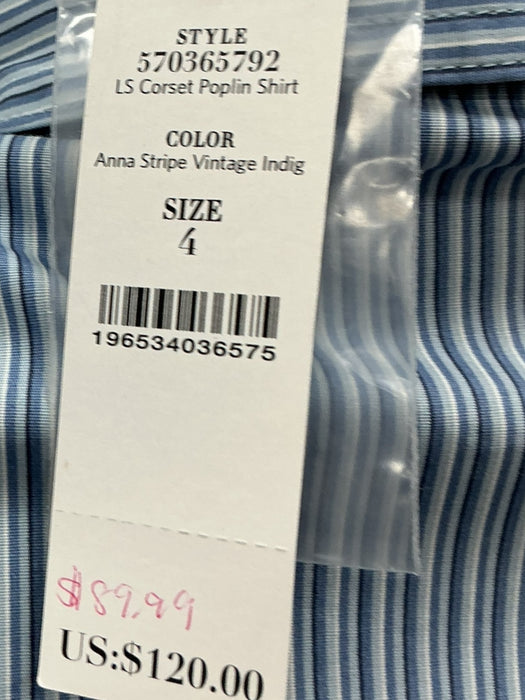 STYLE
570365792
LS Corset Poplin Shirt
COLOR
Anna Stripe Vintage Indig
SIZE
4
196534036575
$89.99
US:$120.00